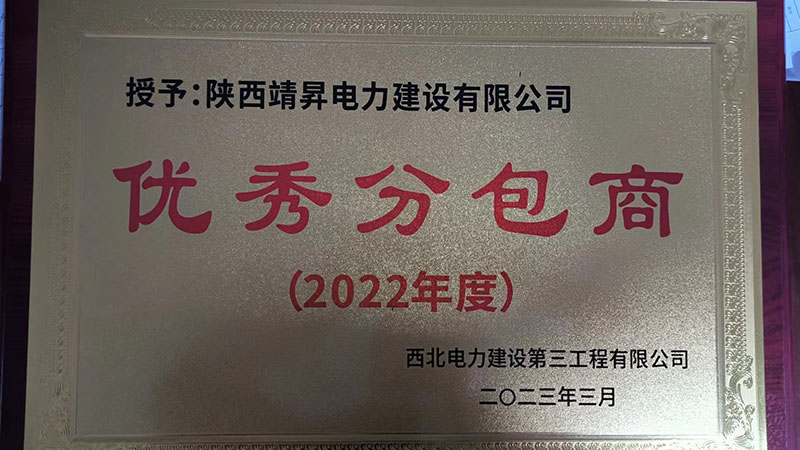 授予：陕西靖昇电力建设有限公司
优秀分包商
（2022年度）
西北电力建设第三工程有限公司
二〇二三年三月